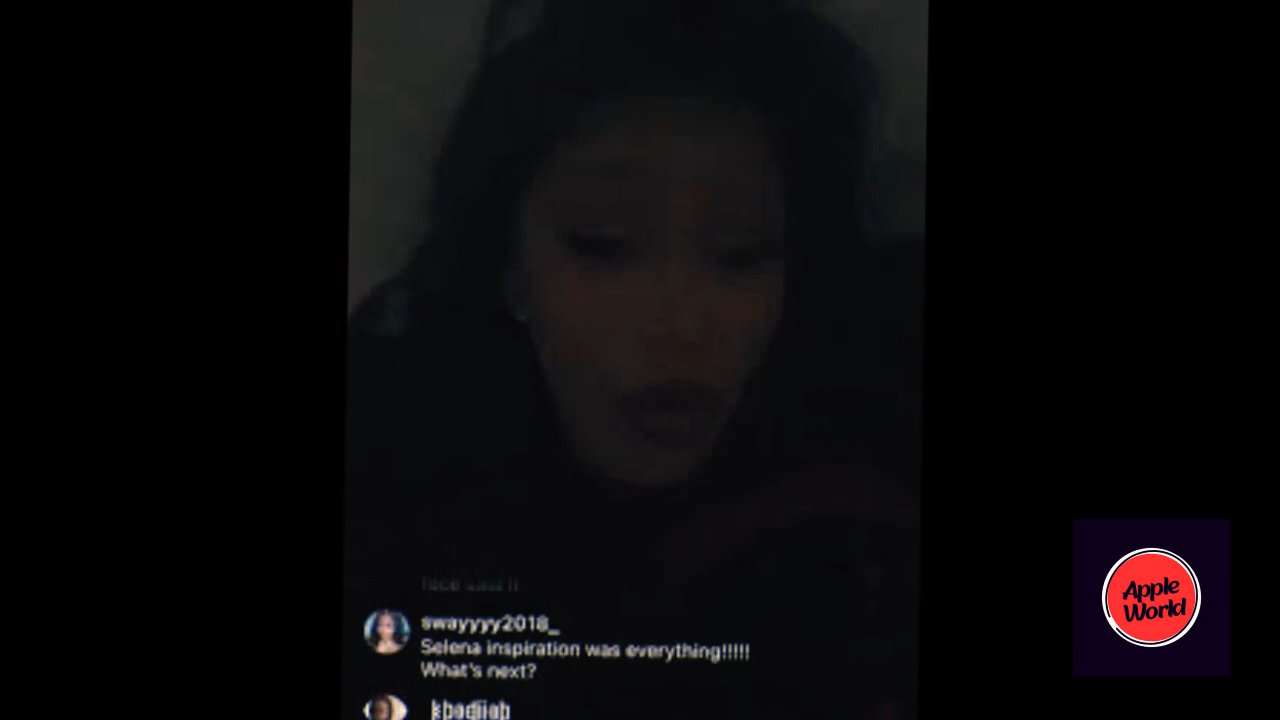 swayyyy2018_
Selena inspiration was everything!!!!!
What's next?
Apple
World